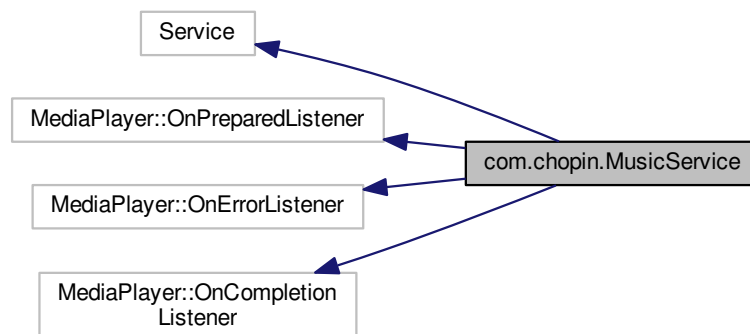 Service
MediaPlayer::OnPreparedListener
com.chopin.MusicService
MediaPlayer::OnErrorListener
MediaPlayer::OnCompletion
Listener